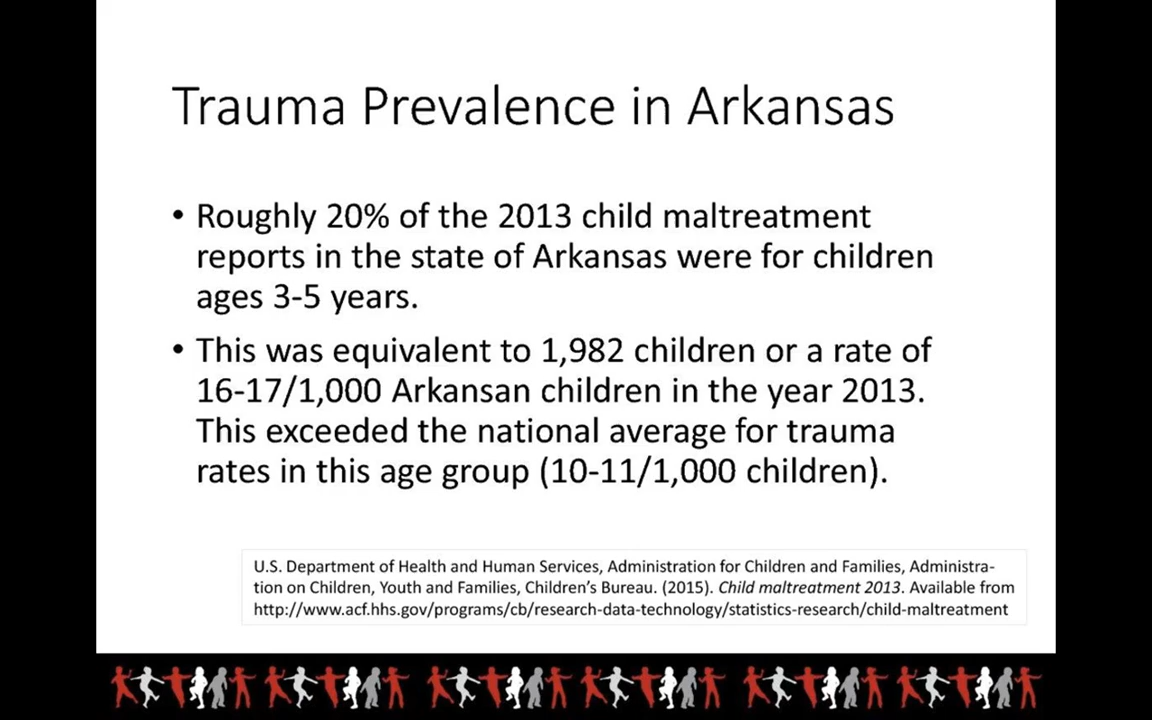 Trauma Prevalence in Arkansas
• Roughly 20% of the 2013 child maltreatment
reports in the state of Arkansas were for children
ages 3-5 years.
• This was equivalent to 1,982 children or a rate of
16-17/1,000 Arkansan children in the year 2013.
This exceeded the national average for trauma
rates in this age group (10-11/1,000 children).
U.S. Department of Health and Human Services, Administration for Children and Families, Administra-
tion on Children, Youth and Families, Children’s Bureau. (2015). Child maltreatment 2013. Available from
http://www.acf.hhs.gov/programs/cb/research-data-technology/statistics-research/child-maltreatment